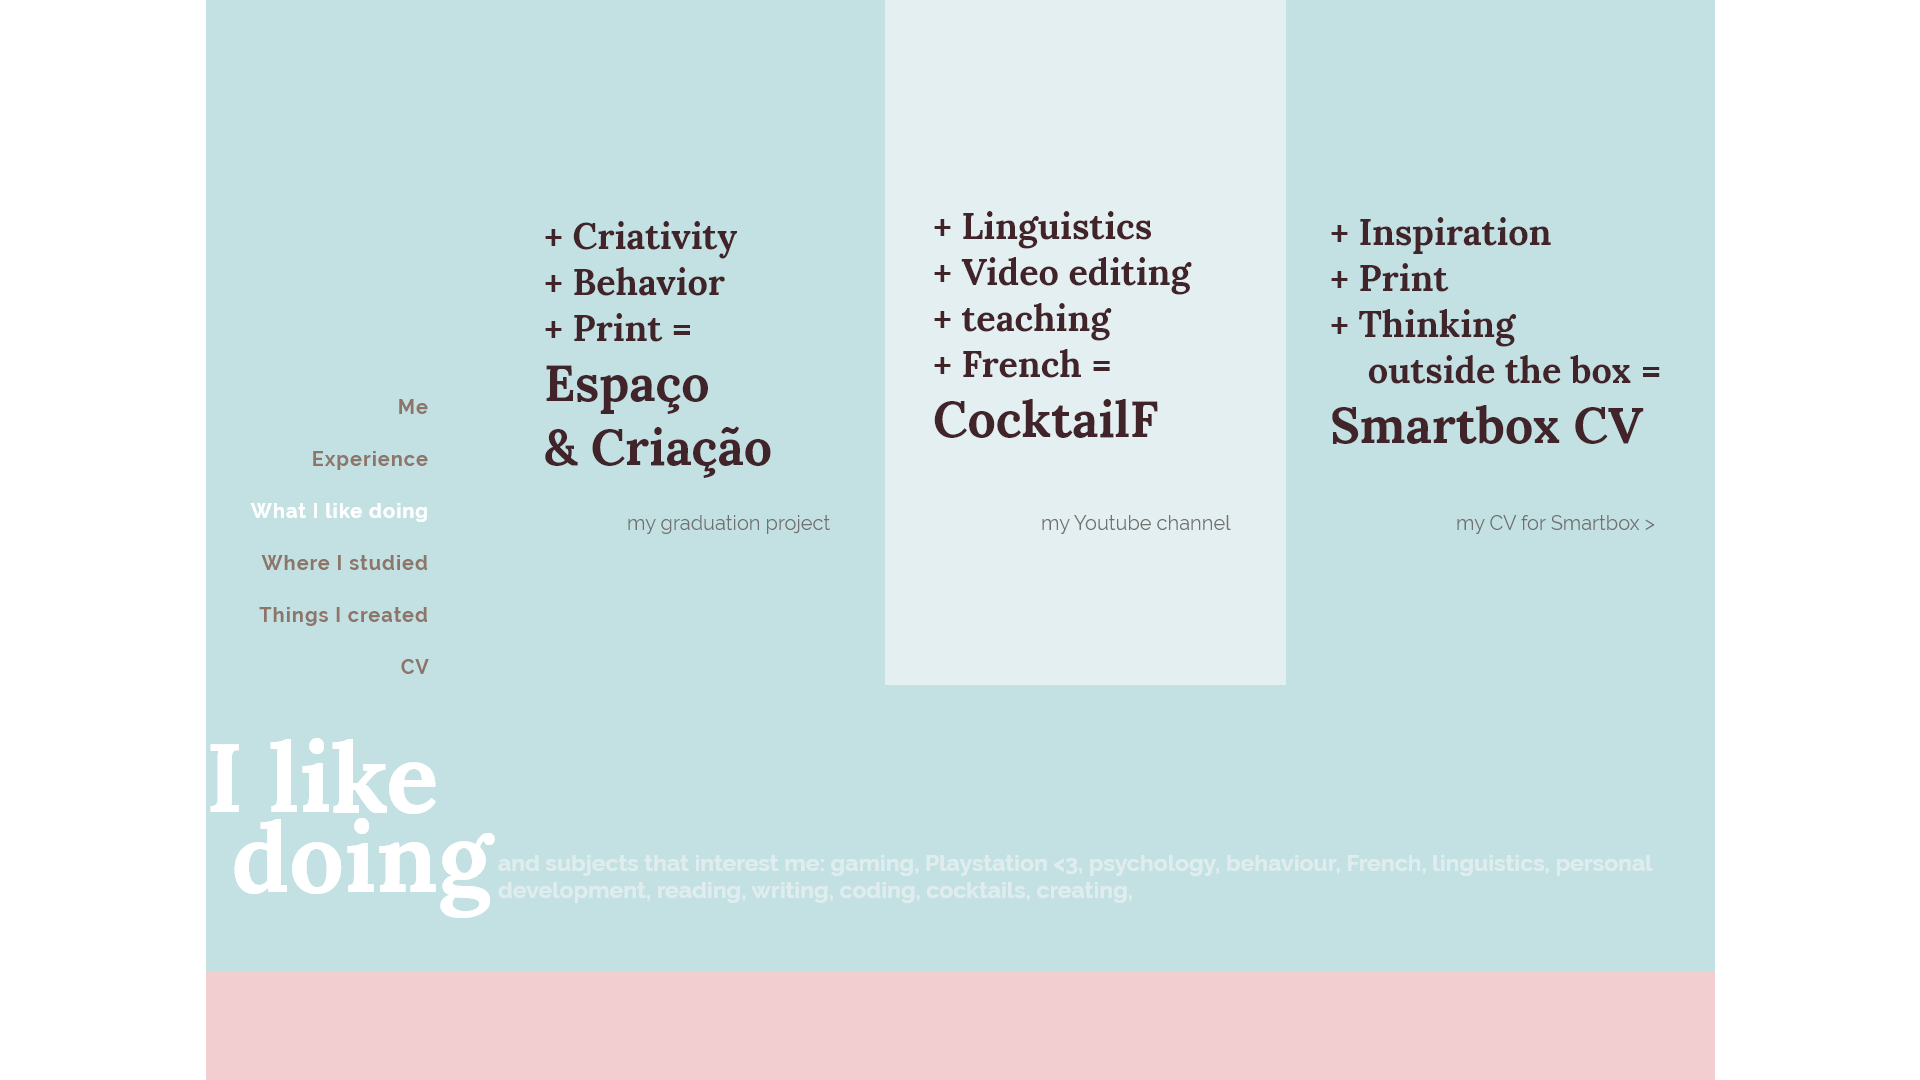 + Criativity
+ Behavior
+ Print =
Espaço
& Criação
my graduation project
+ Linguistics
+ Video editing
+ teaching
+ French =
CocktailF
my Youtube channel
+ Inspiration
+ Print
+ Thinking
outside the box =
Smartbox CV
my CV for Smartbox >
Me
Experience
What I like doing
Where I studied
Things I created
CV
I like
doing
and subjects that interest me: gaming, Playstation <3, psychology, behaviour, French, linguistics, personal
development, reading, writing, coding, cocktails, creating,